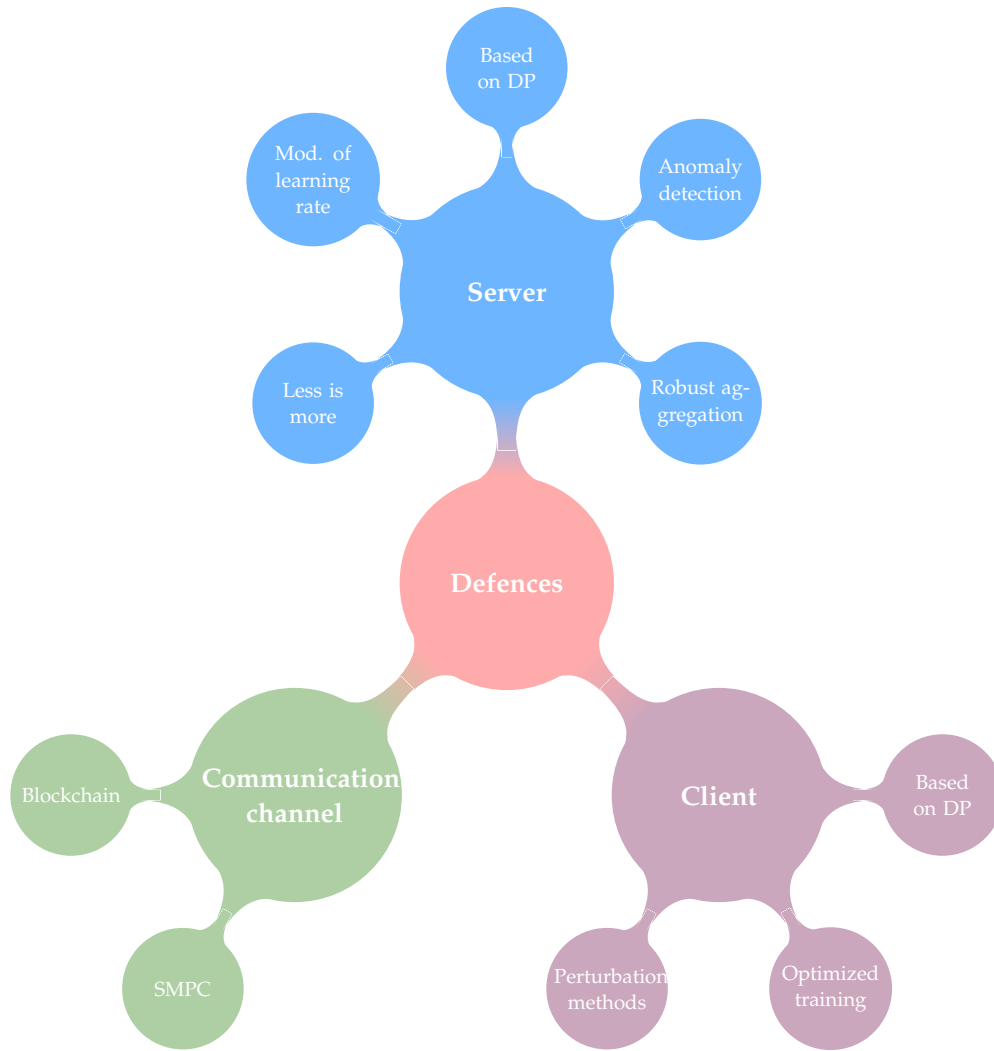 Based
on DP
Mod. of
learning
rate
Anomaly
detection
Server
Less is
more
Robust ag-
gregation
Defences
Communication
channel
Client
Blockchain
Based
on DP
SMPC
Perturbation
methods
Optimized
training